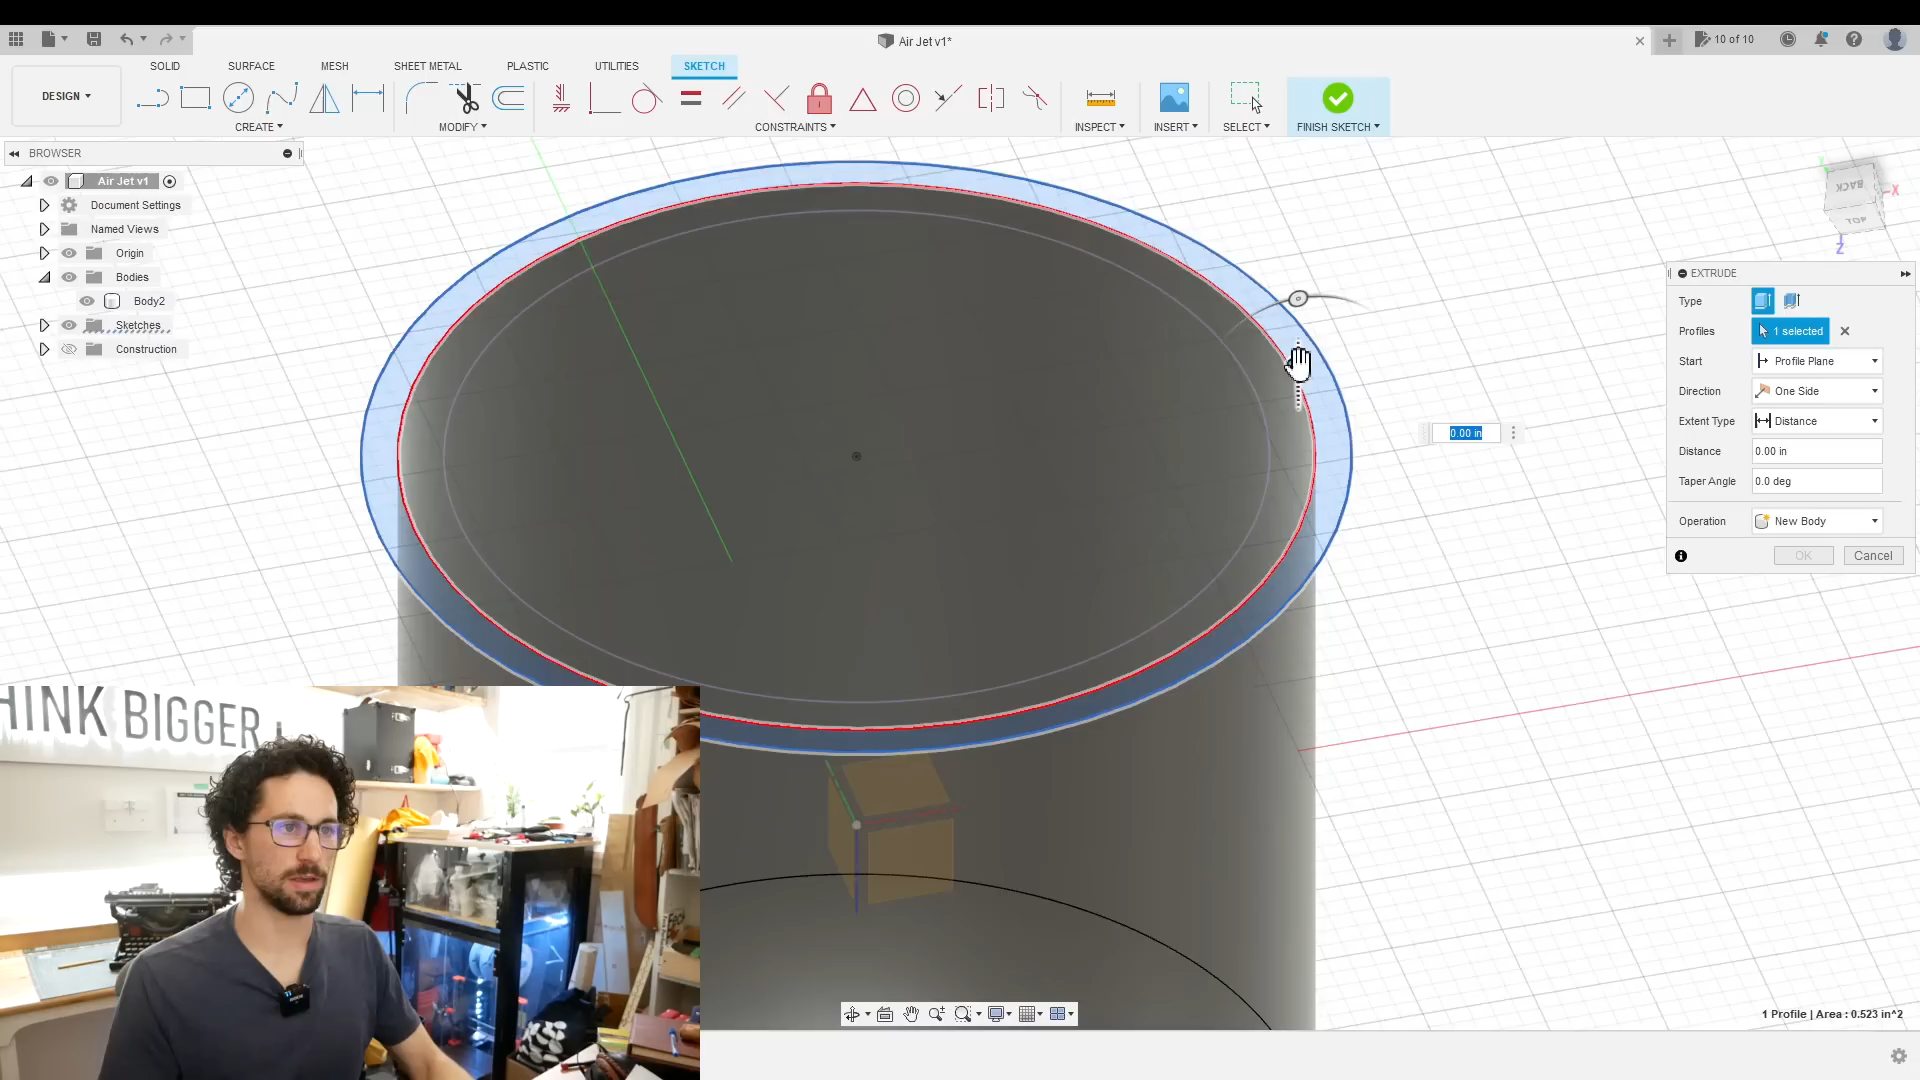 Air Jet v1*
10 of 10
DESIGN
SOLID
SURFACE
MESH
SHEET METAL
PLASTIC
UTILITIES
SKETCH
CREATE
MODIFY
CONSTRAINTS
INSPECT
INSERT
SELECT
FINISH SKETCH
BROWSER
Air Jet v1
Document Settings
Named Views
Origin
Bodies
Body2
Sketches
Construction
Y
BACK
X
TOP
Z
EXTRUDE
Type
Profiles
1 selected
Start
Profile Plane
Direction
One Side
Extent Type
Distance
Distance
0.00 in
Taper Angle
0.0 deg
Operation
New Body
OK
Cancel
0.00 in
HINK BIGGER
1 Profile | Area : 0.523 in^2